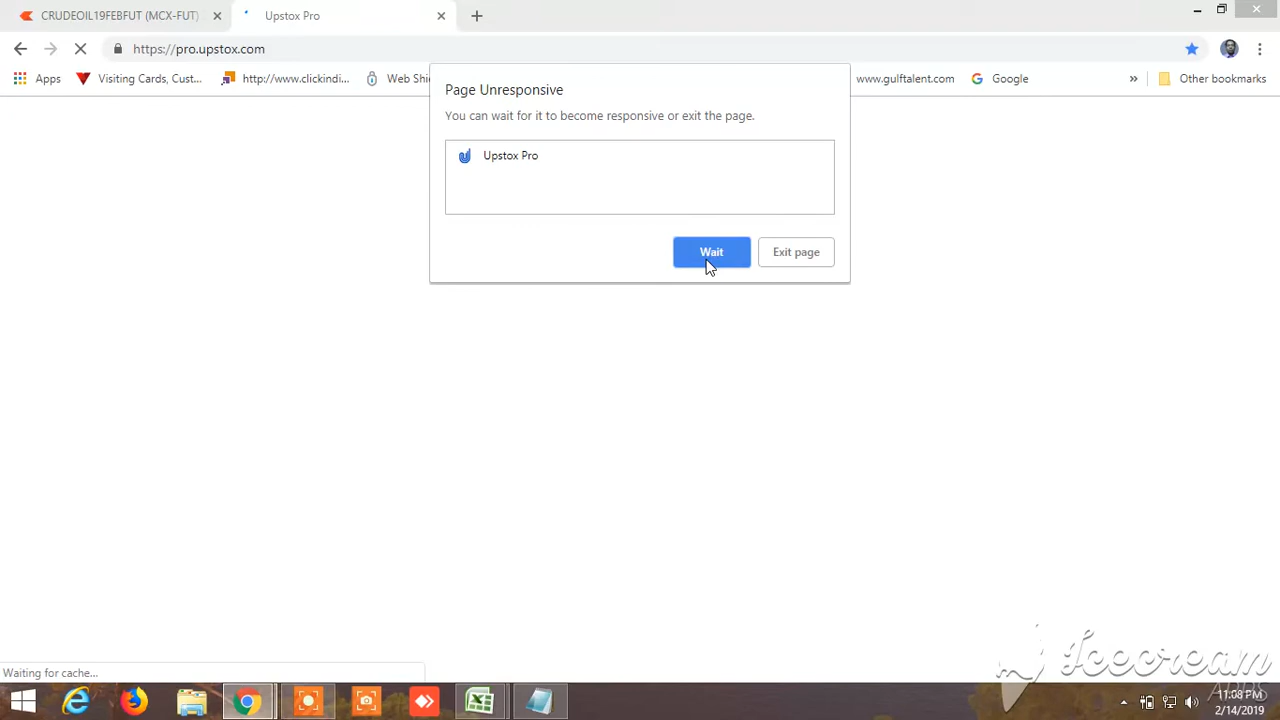 CRUDEOIL19FEBFUT (MCX-FUT)
Upstox Pro
https://pro.upstox.com
Apps
Visiting Cards, Cust...
http://www.clickindi...
Web Shi
www.gulftalent.com
Google
»
Other bookmarks
Page Unresponsive
You can wait for it to become responsive or exit the page.
Upstox Pro
Wait
Exit page
Waiting for cache...
Icecream
APPS
11:08 PM
2/14/2019